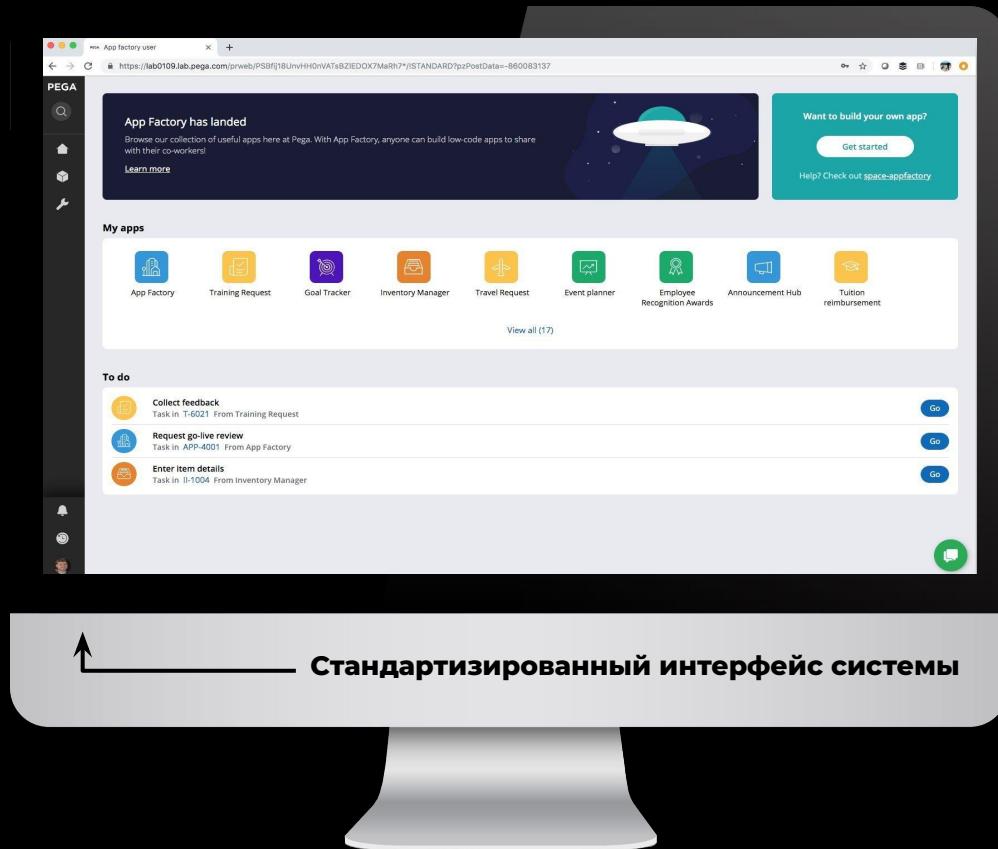 App factory user
https://lab0109.lab.pega.com/prweb/PSBfij18UnvHH0nVATsBZIEDOX7MaRh7*/!STANDARD?pzPostData=-860083137
PEGA
App Factory has landed
Browse our collection of useful apps here at Pega. With App Factory, anyone can build low-code apps to share
with their co-workers!
Learn more
Want to build your own app?
Get started
Help? Check out space-appfactory
My apps
App Factory
Training Request
Goal Tracker
Inventory Manager
Travel Request
Event planner
Employee
Recognition Awards
Announcement Hub
Tuition
reimbursement
View all (17)
To do
Collect feedback
Task in T-6021 From Training Request
Go
Request go-live review
Task in APP-4001 From App Factory
Go
Enter item details
Task in II-1004 From Inventory Manager
Go
Стандартизированный интерфейс системы